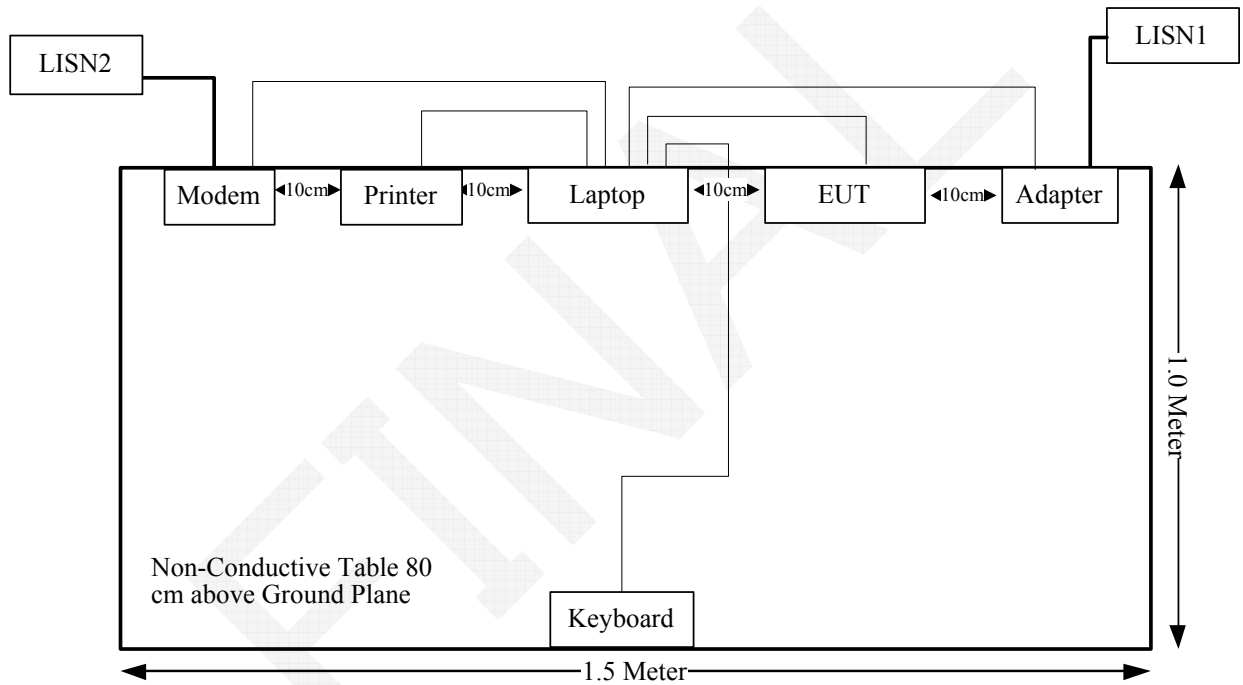 LISN2
LISN1
Modem
10cm
Printer
10cm
Laptop
10cm
EUT
10cm
Adapter
1.0 Meter
Non-Conductive Table 80
cm above Ground Plane
Keyboard
1.5 Meter
FINAL